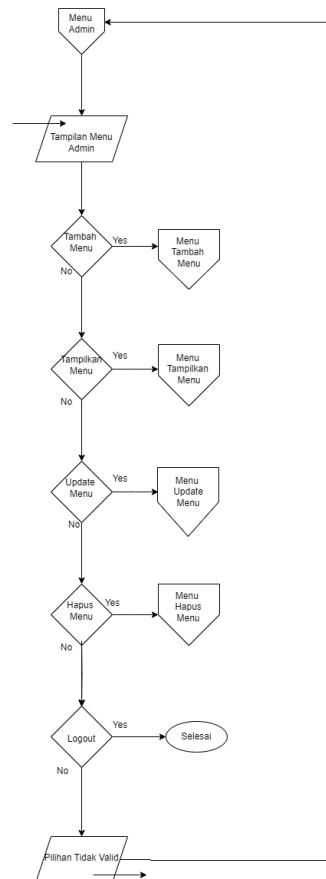 Menu
Admin
Tampilan Menu
Admin
Tambah
Menu
Yes
Menu
Tambah
Menu
No
Tampilkan
Menu
Yes
Menu
Tampilkan
Menu
No
Update
Menu
Yes
Menu
Update
Menu
No
Hapus
Menu
Yes
Menu
Hapus
Menu
No
Logout
Yes
Selesai
No
Pilihan Tidak Valid